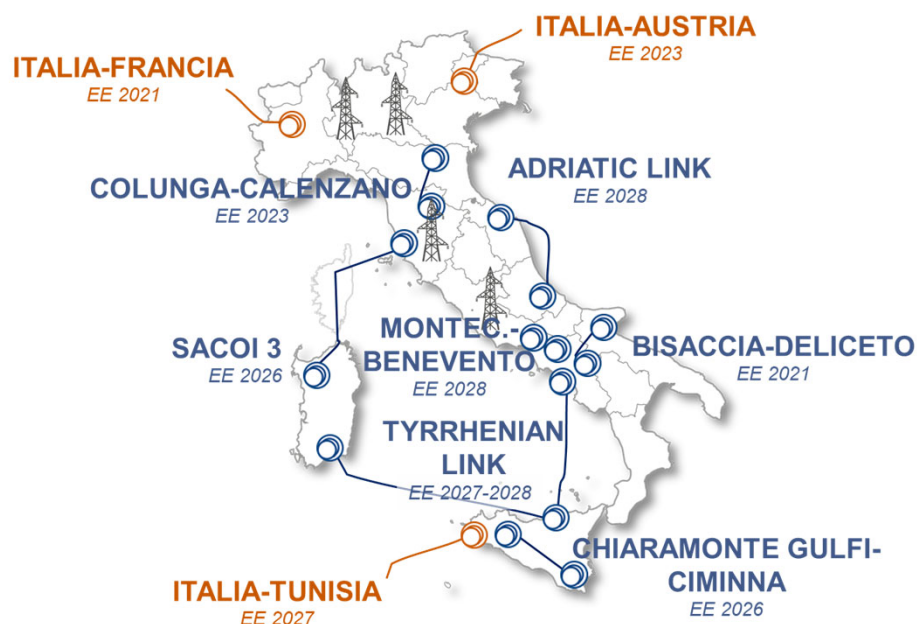 ITALIA-AUSTRIA
EE 2023
ITALIA-FRANCIA
EE 2021
ADRIATIC LINK
EE 2028
COLUNGA-CALENZANO
EE 2023
SACOI 3
EE 2026
MONTEC.-
BENEVENTO
EE 2028
BISACCIA-DELICETO
EE 2021
TYRRHENIAN
LINK
EE 2027-2028
CHIARAMONTE GULFI-
CIMINNA
EE 2026
ITALIA-TUNISIA
EE 2027